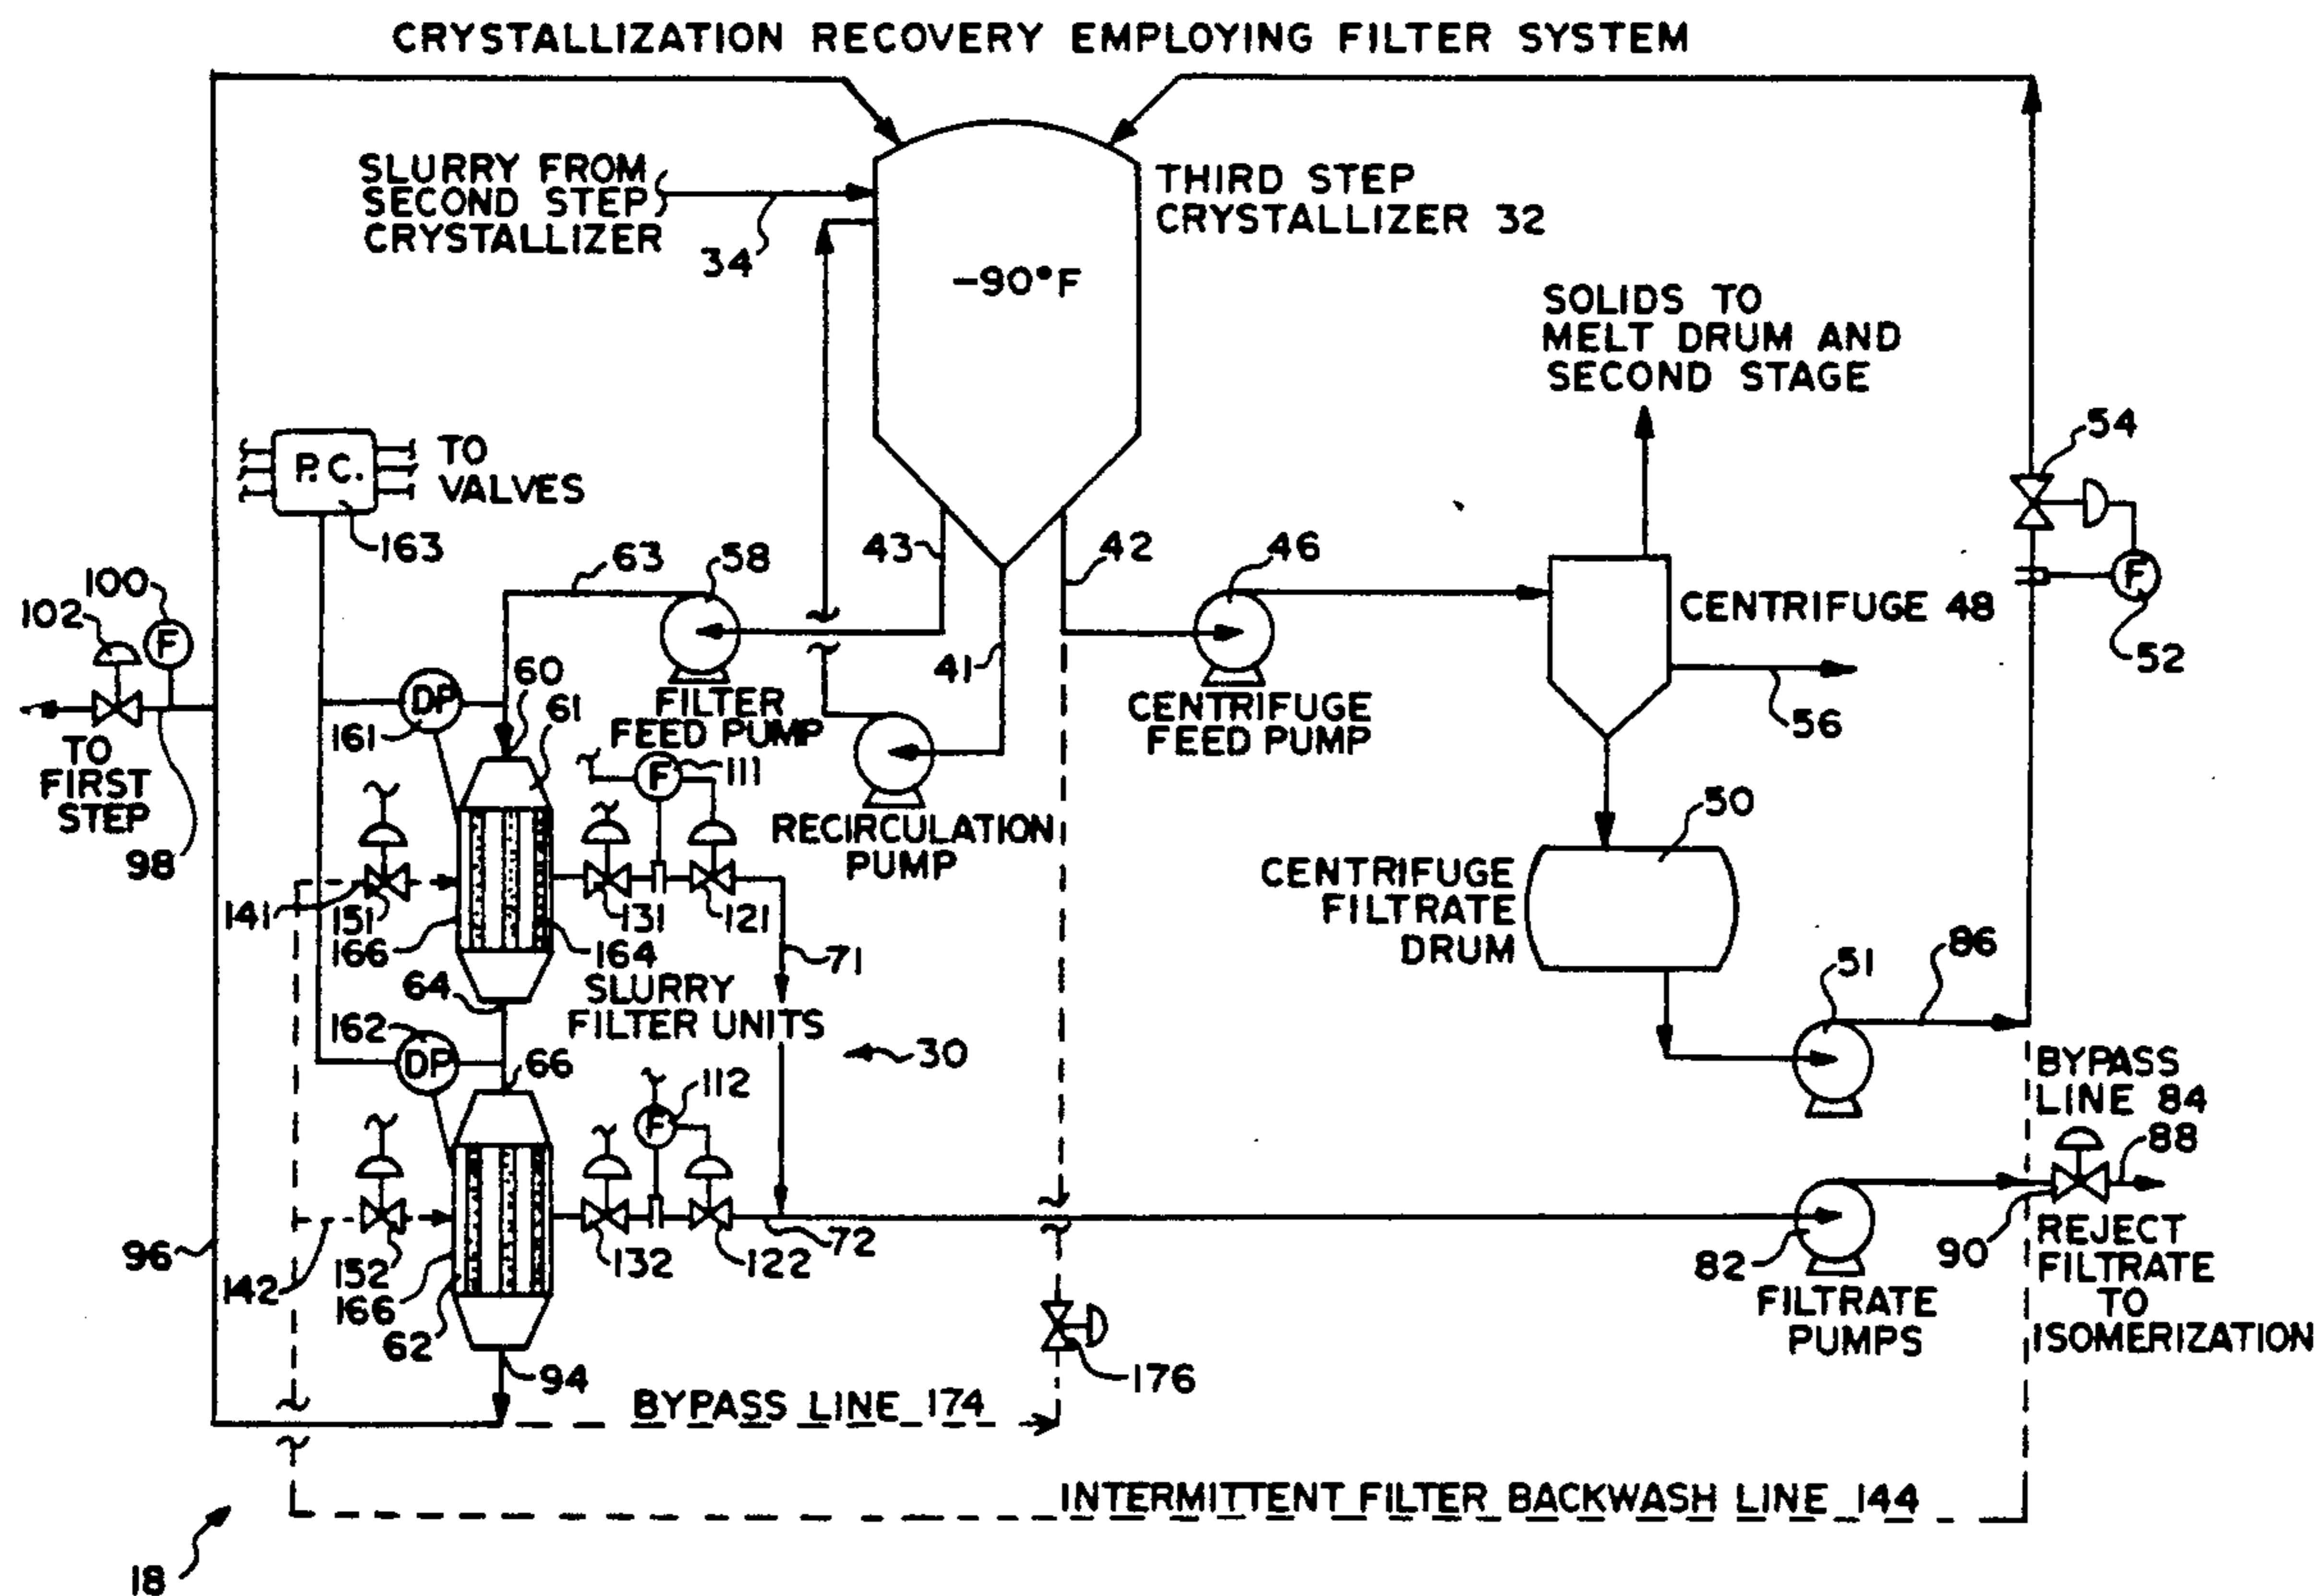 CRYSTALLIZATION RECOVERY EMPLOYING FILTER SYSTEM
SLURRY FROM
SECOND STEP
CRYSTALLIZER
34
THIRD STEP
CRYSTALLIZER 32
-90°F
SOLIDS TO
MELT DRUM AND
SECOND STAGE
54
F
52
P.C.
TO
VALVES
163
43
42
46
63
58
41
CENTRIFUGE 48
56
100
102
F
TO
FIRST
STEP
98
DP
161
60
61
FILTER
FEED PUMP
F
111
CENTRIFUGE
FEED PUMP
RECIRCULATION
PUMP
50
CENTRIFUGE
FILTRATE
DRUM
141
151
166
131
121
164
71
64
SLURRY
FILTER UNITS
51
86
162
DP
66
30
F
112
BYPASS
LINE 84
88
96
142
152
166
62
132
122
72
82
90
FILTRATE
PUMPS
REJECT
FILTRATE
TO
ISOMERIZATION
94
176
BYPASS LINE 174
INTERMITTENT FILTER BACKWASH LINE 144
18